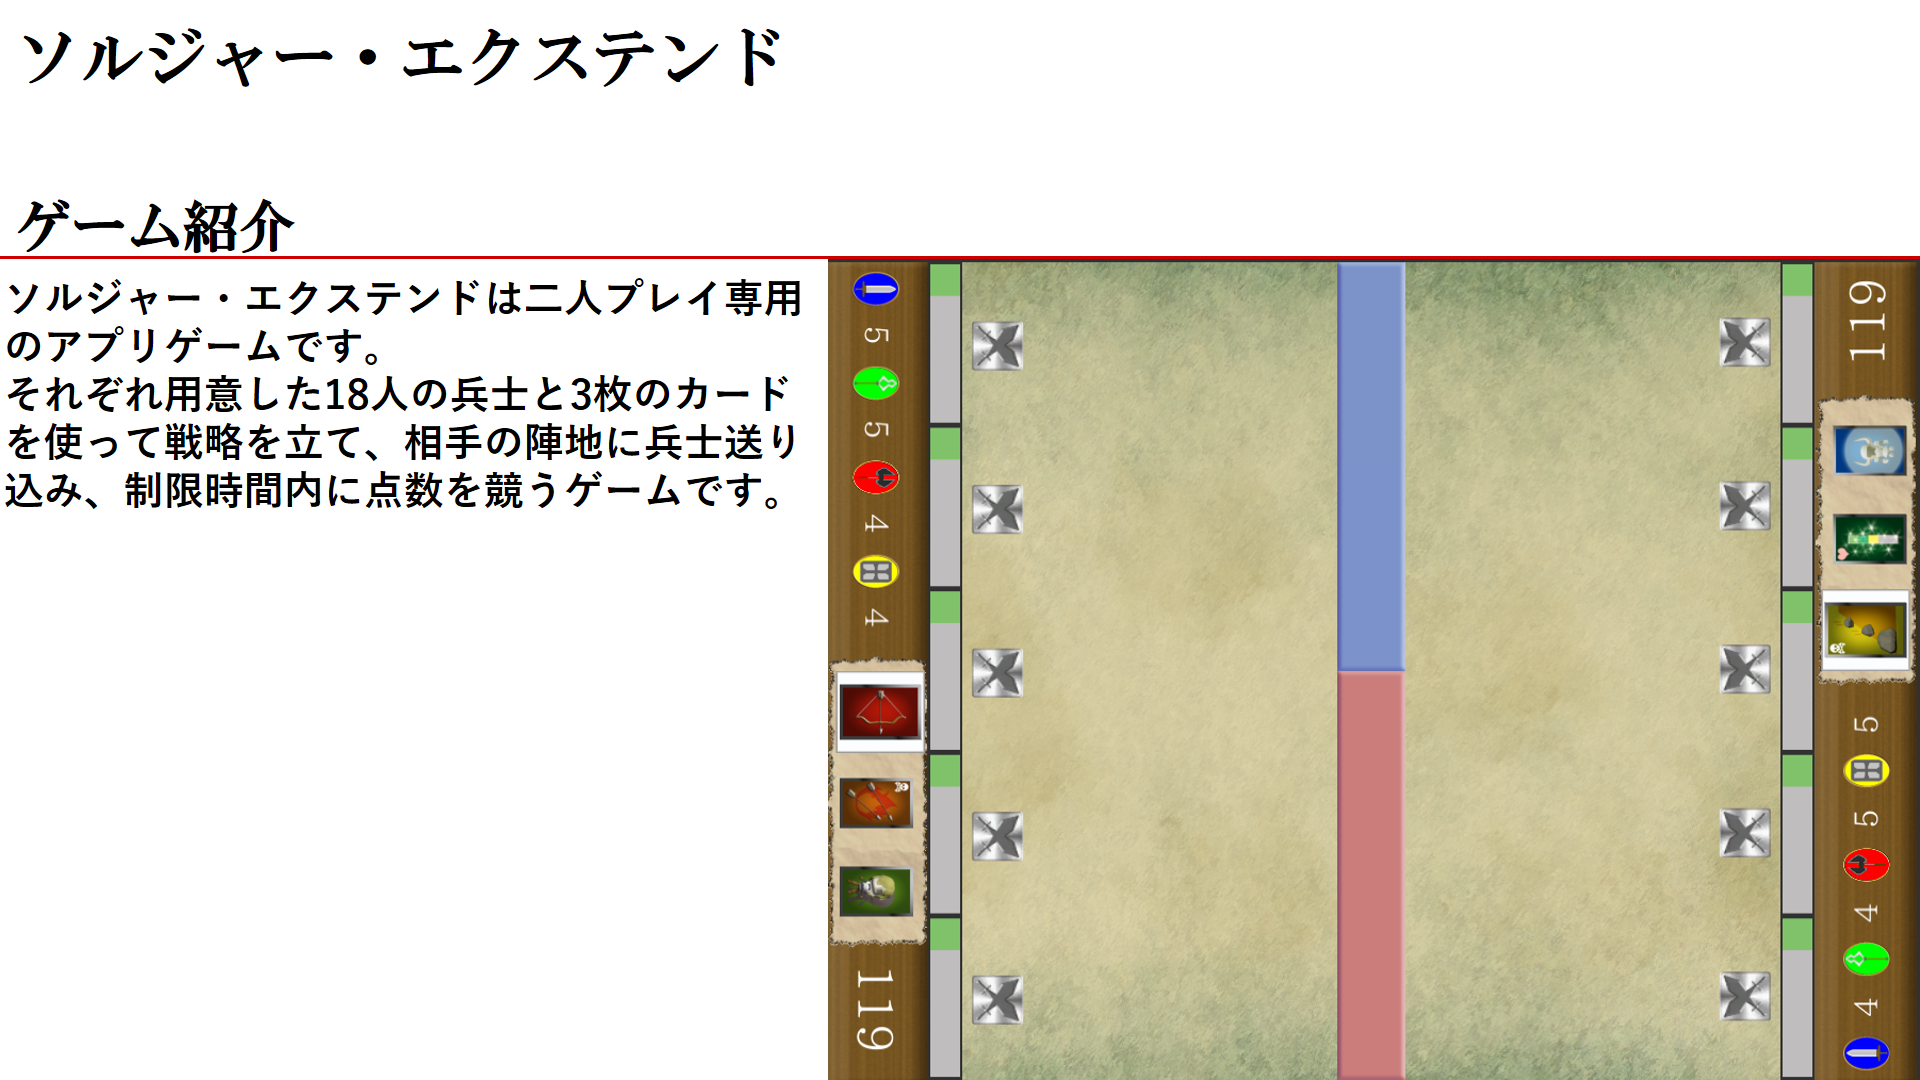 ソルジャー・エクステンド
ゲーム紹介
ソルジャー・エクステンドは二人プレイ専用
のアプリゲームです。
それぞれ用意した18人の兵士と3枚のカード
を使って戦略を立て、相手の陣地に兵士送り
込み、制限時間内に点数を競うゲームです。
5
5
4
4
119
119
5
5
4
4